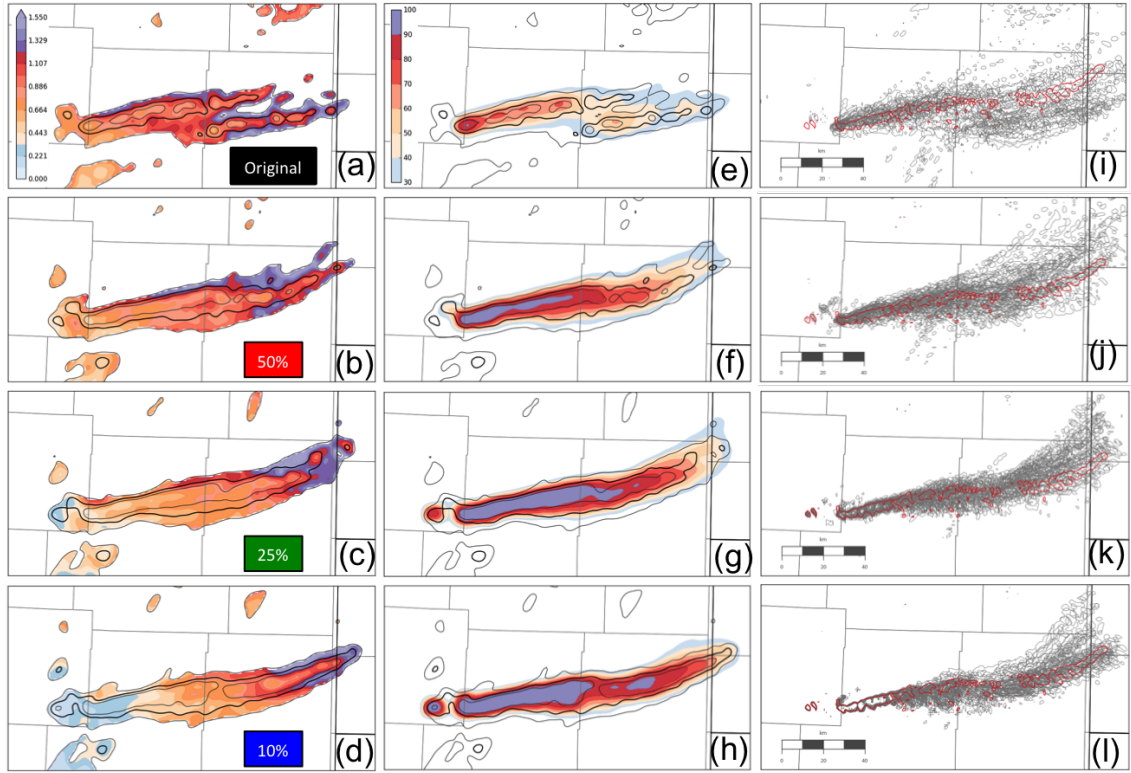 1.550
1.329
1.107
0.886
0.664
0.443
0.221
0.000
Original
(a)
100
90
80
70
60
50
40
30
(e)
km
0 20 40
(i)
50%
(b)
(f)
km
0 20 40
(j)
25%
(c)
(g)
km
0 20 40
(k)
10%
(d)
(h)
km
0 20 40
(l)